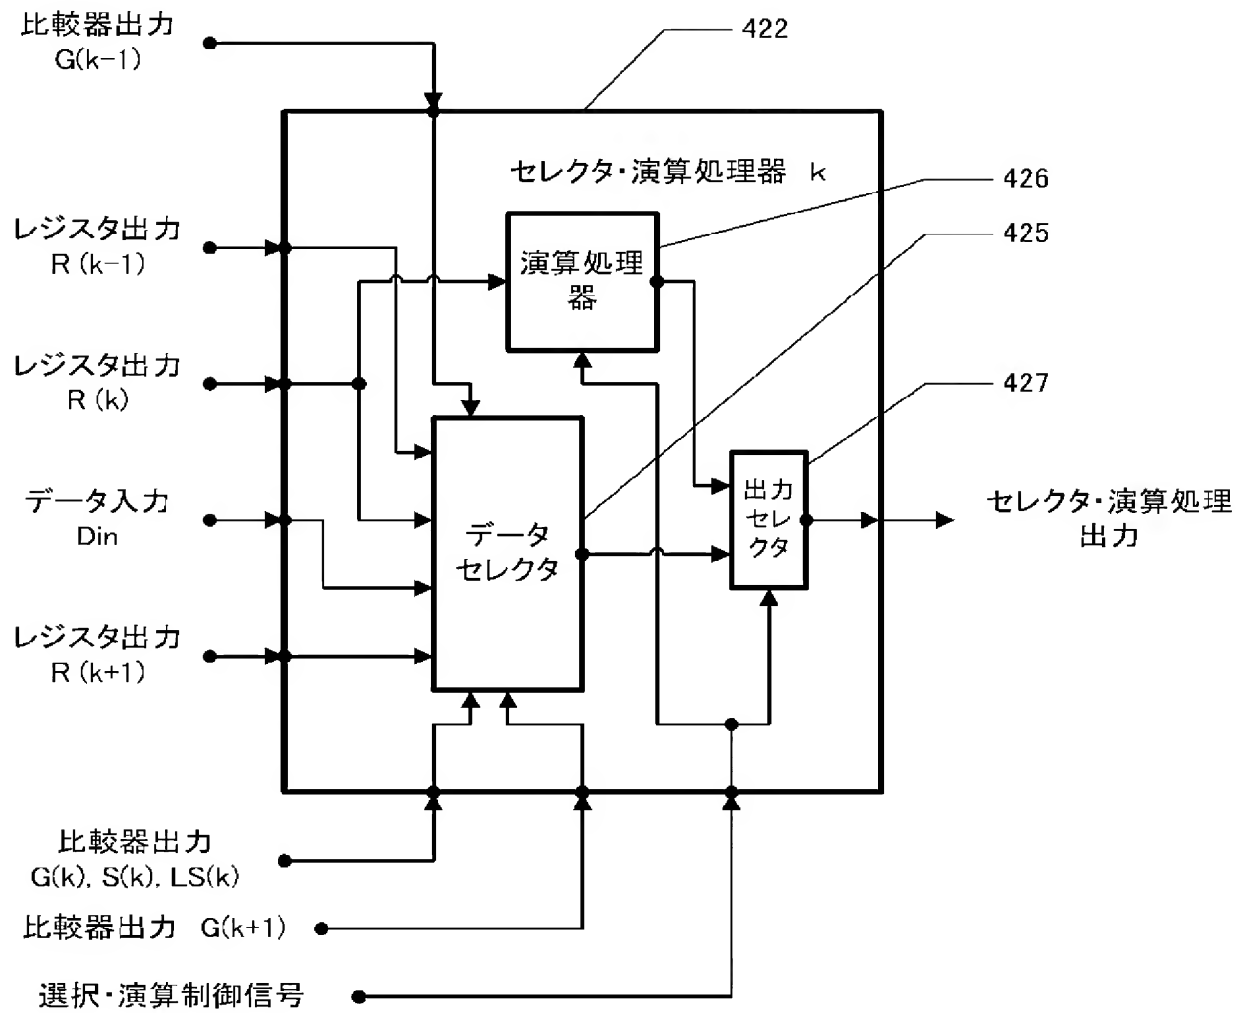 比較器出力
G(k-1)
422
セレクタ・演算処理器 k
426
レジスタ出力
R (k-1)
425
演算処理
器
レジスタ出力
R (k)
427
データ入力
Din
データ
セレクタ
出力
セレ
クタ
セレクタ・演算処理
出力
レジスタ出力
R (k+1)
比較器出力
G(k), S(k), LS(k)
比較器出力 G(k+1)
選択・演算制御信号